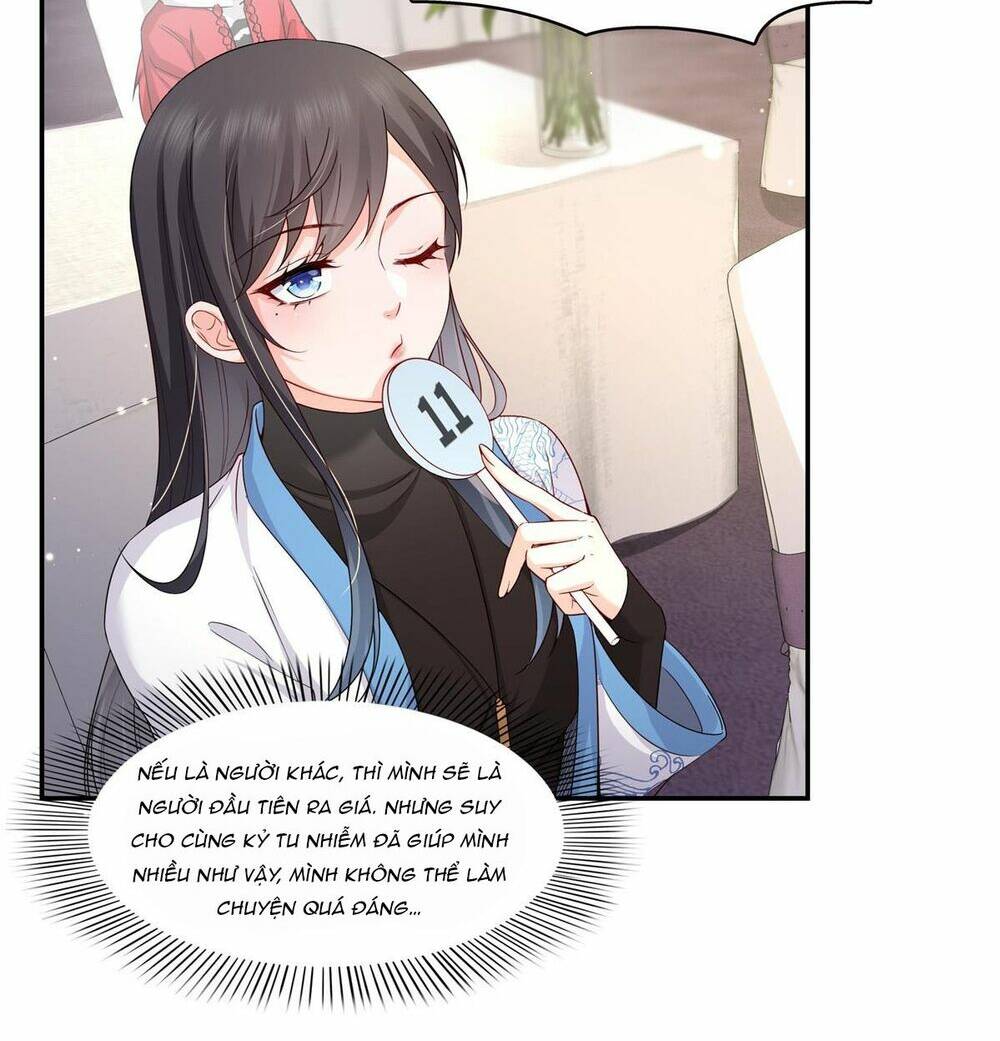 11
NẾU LÀ NGƯỜI KHÁC, THÌ MÌNH SẼ LÀ
NGƯỜI ĐẦU TIÊN RA GIÁ. NHƯNG SUY
CHO CÙNG KỶ TU NHIỄM ĐÃ GIÚP MÌNH
NHIỀU NHƯ VẬY, MÌNH KHÔNG THỂ LÀM
CHUYỆN QUÁ ĐÁNG...